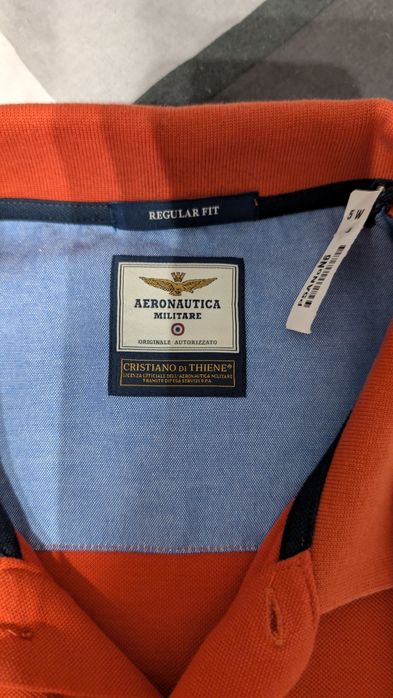 REGULAR FIT
AERONAUTICA
MILITARE
ORIGINALE AUTORIZZATO
CRISTIANO DI THIENE®
LICENZA UFFICIALE DELL'AERONAUTICA MILITARE
TRAMITE DIFESA SERVIZI S.P.A.